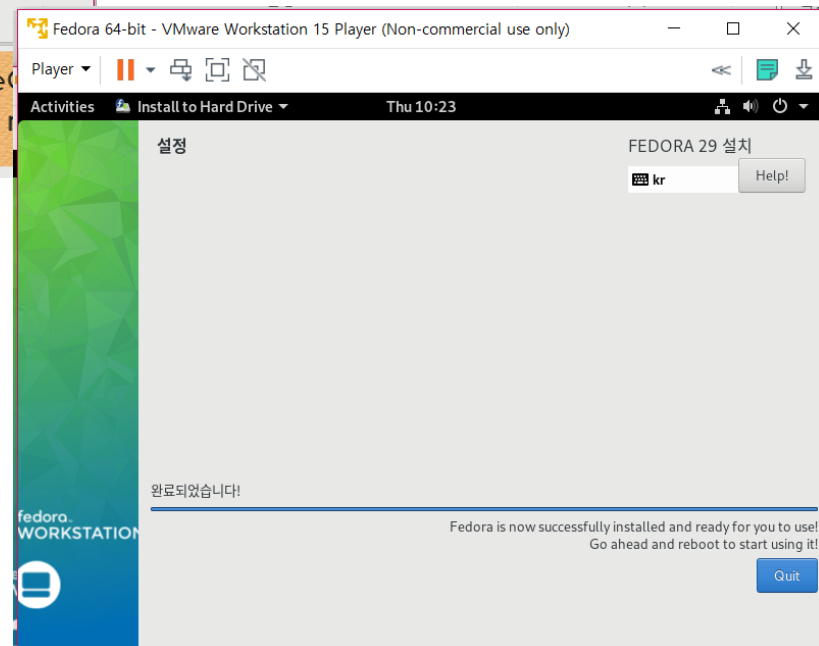 Fedora 64-bit - VMware Workstation 15 Player (Non-commercial use only)
Player
Activities Install to Hard Drive Thu 10:23
설정 FEDORA 29 설치
kr Help!
완료되었습니다!
Fedora is now successfully installed and ready for you to use!
Go ahead and reboot to start using it!
Quit
fedora.
WORKSTATION